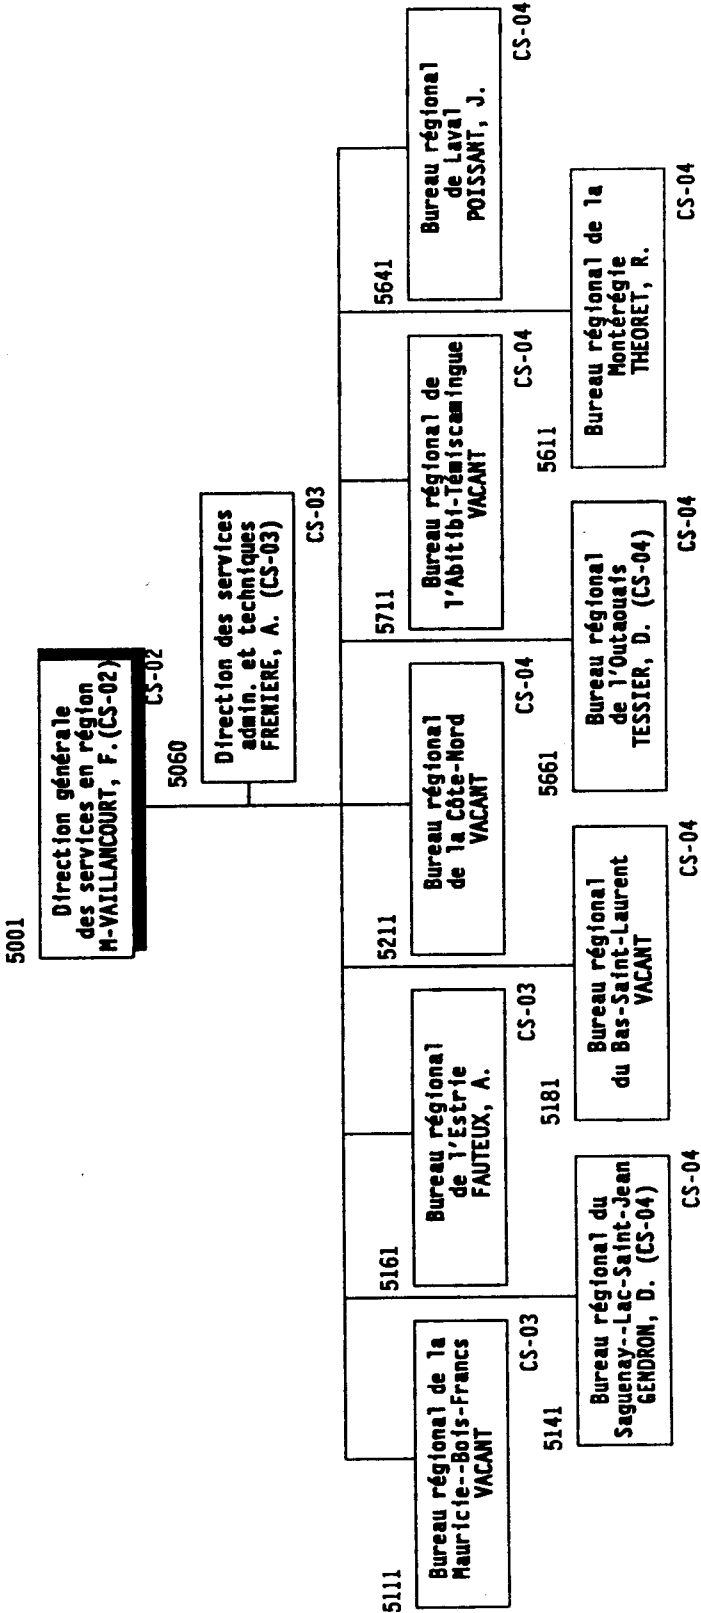 5001
Direction générale
des services en région
M-VAILLANCOURT, F.(CS-02)
CS-02
5060
Direction des services
admin. et techniques
FRENIERE, A. (CS-03)
CS-03
5111
Bureau régional de la
Mauricie--Bois-Francs
VACANT
CS-03
5161
Bureau régional
de l'Estrie
FAUTEUX, A.
CS-03
5211
Bureau régional
de la Côte-Nord
VACANT
CS-04
5711
Bureau régional de
l'Abitibi-Témiscamingue
VACANT
CS-04
5641
Bureau régional
de Laval
POISSANT, J.
CS-04
5141
Bureau régional du
Saguenay--Lac-Saint-Jean
GENDRON, D. (CS-04)
CS-04
5181
Bureau régional
du Bas-Saint-Laurent
VACANT
CS-04
5661
Bureau régional
de l'Outaouais
TESSIER, D. (CS-04)
CS-04
5611
Bureau régional de la
Montérégie
THEORET, R.
CS-04